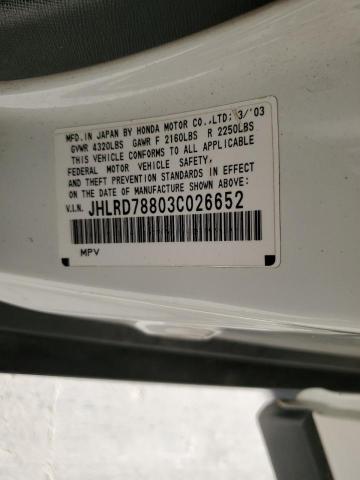 MFD. IN JAPAN BY HONDA MOTOR CO.,LTD; 3/'03
GVWR 4320LBS GAWR F 2160LBS R 2250LBS
THIS VEHICLE CONFORMS TO ALL APPLICABLE
FEDERAL MOTOR VEHICLE SAFETY,
AND THEFT PREVENTION STANDARDS IN EFFECT
ON THE DATE OF MANUFACTURE SHOWN ABOVE.
V.I.N. JHLRD78803C026652
MPV